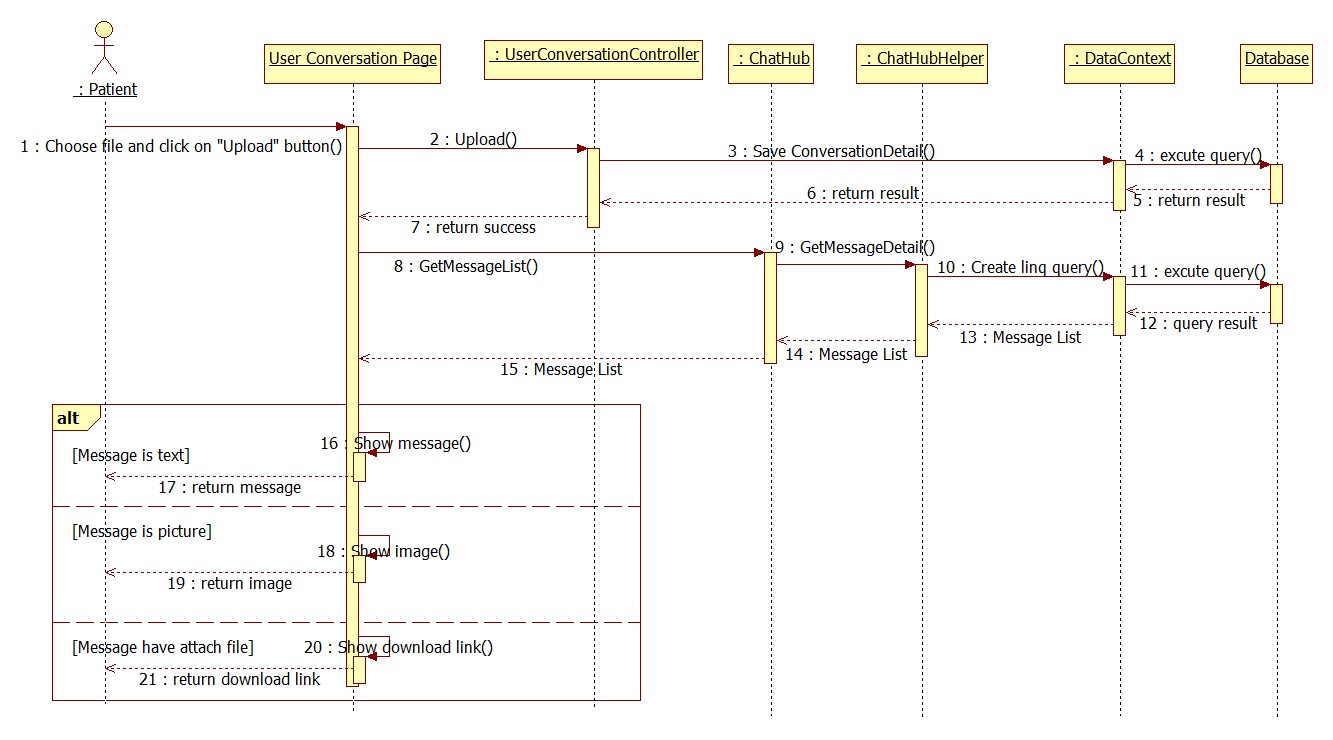 : Patient
User Conversation Page
: UserConversationController
: ChatHub
: ChatHubHelper
: DataContext
Database
1 : Choose file and click on "Upload" button()
2 : Upload()
3 : Save ConversationDetail()
4 : excute query()
5 : return result
6 : return result
7 : return success
8 : GetMessageList()
9 : GetMessageDetail()
10 : Create linq query()
11 : excute query()
12 : query result
13 : Message List
14 : Message List
15 : Message List
alt
16 : Show message()
[Message is text]
17 : return message
[Message is picture]
18 : Show image()
19 : return image
[Message have attach file]
20 : Show download link()
21 : return download link